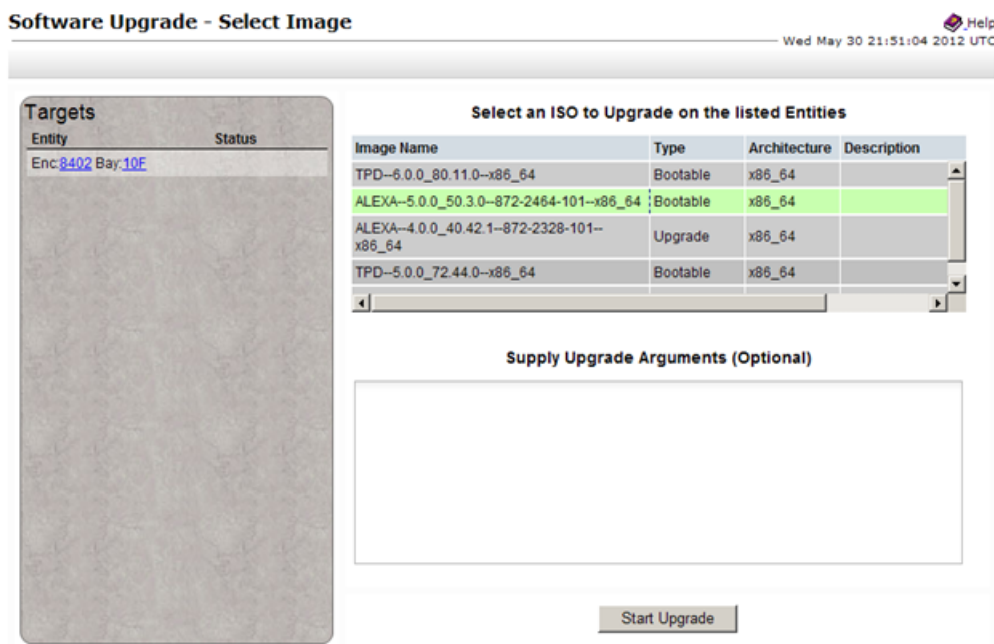 Software Upgrade - Select Image
Help
Wed May 30 21:51:04 2012 UTC
Targets
Entity Status
Enc:8402 Bay:10F
Select an ISO to Upgrade on the listed Entities
Image Name Type Architecture Description
TPD--6.0.0_80.11.0--x86_64 Bootable x86_64
ALEXA--5.0.0_50.3.0--872-2464-101--x86_64 Bootable x86_64
ALEXA--4.0.0_40.42.1--872-2328-101--
x86_64 Upgrade x86_64
TPD--5.0.0_72.44.0--x86_64 Bootable x86_64
Supply Upgrade Arguments (Optional)
Start Upgrade